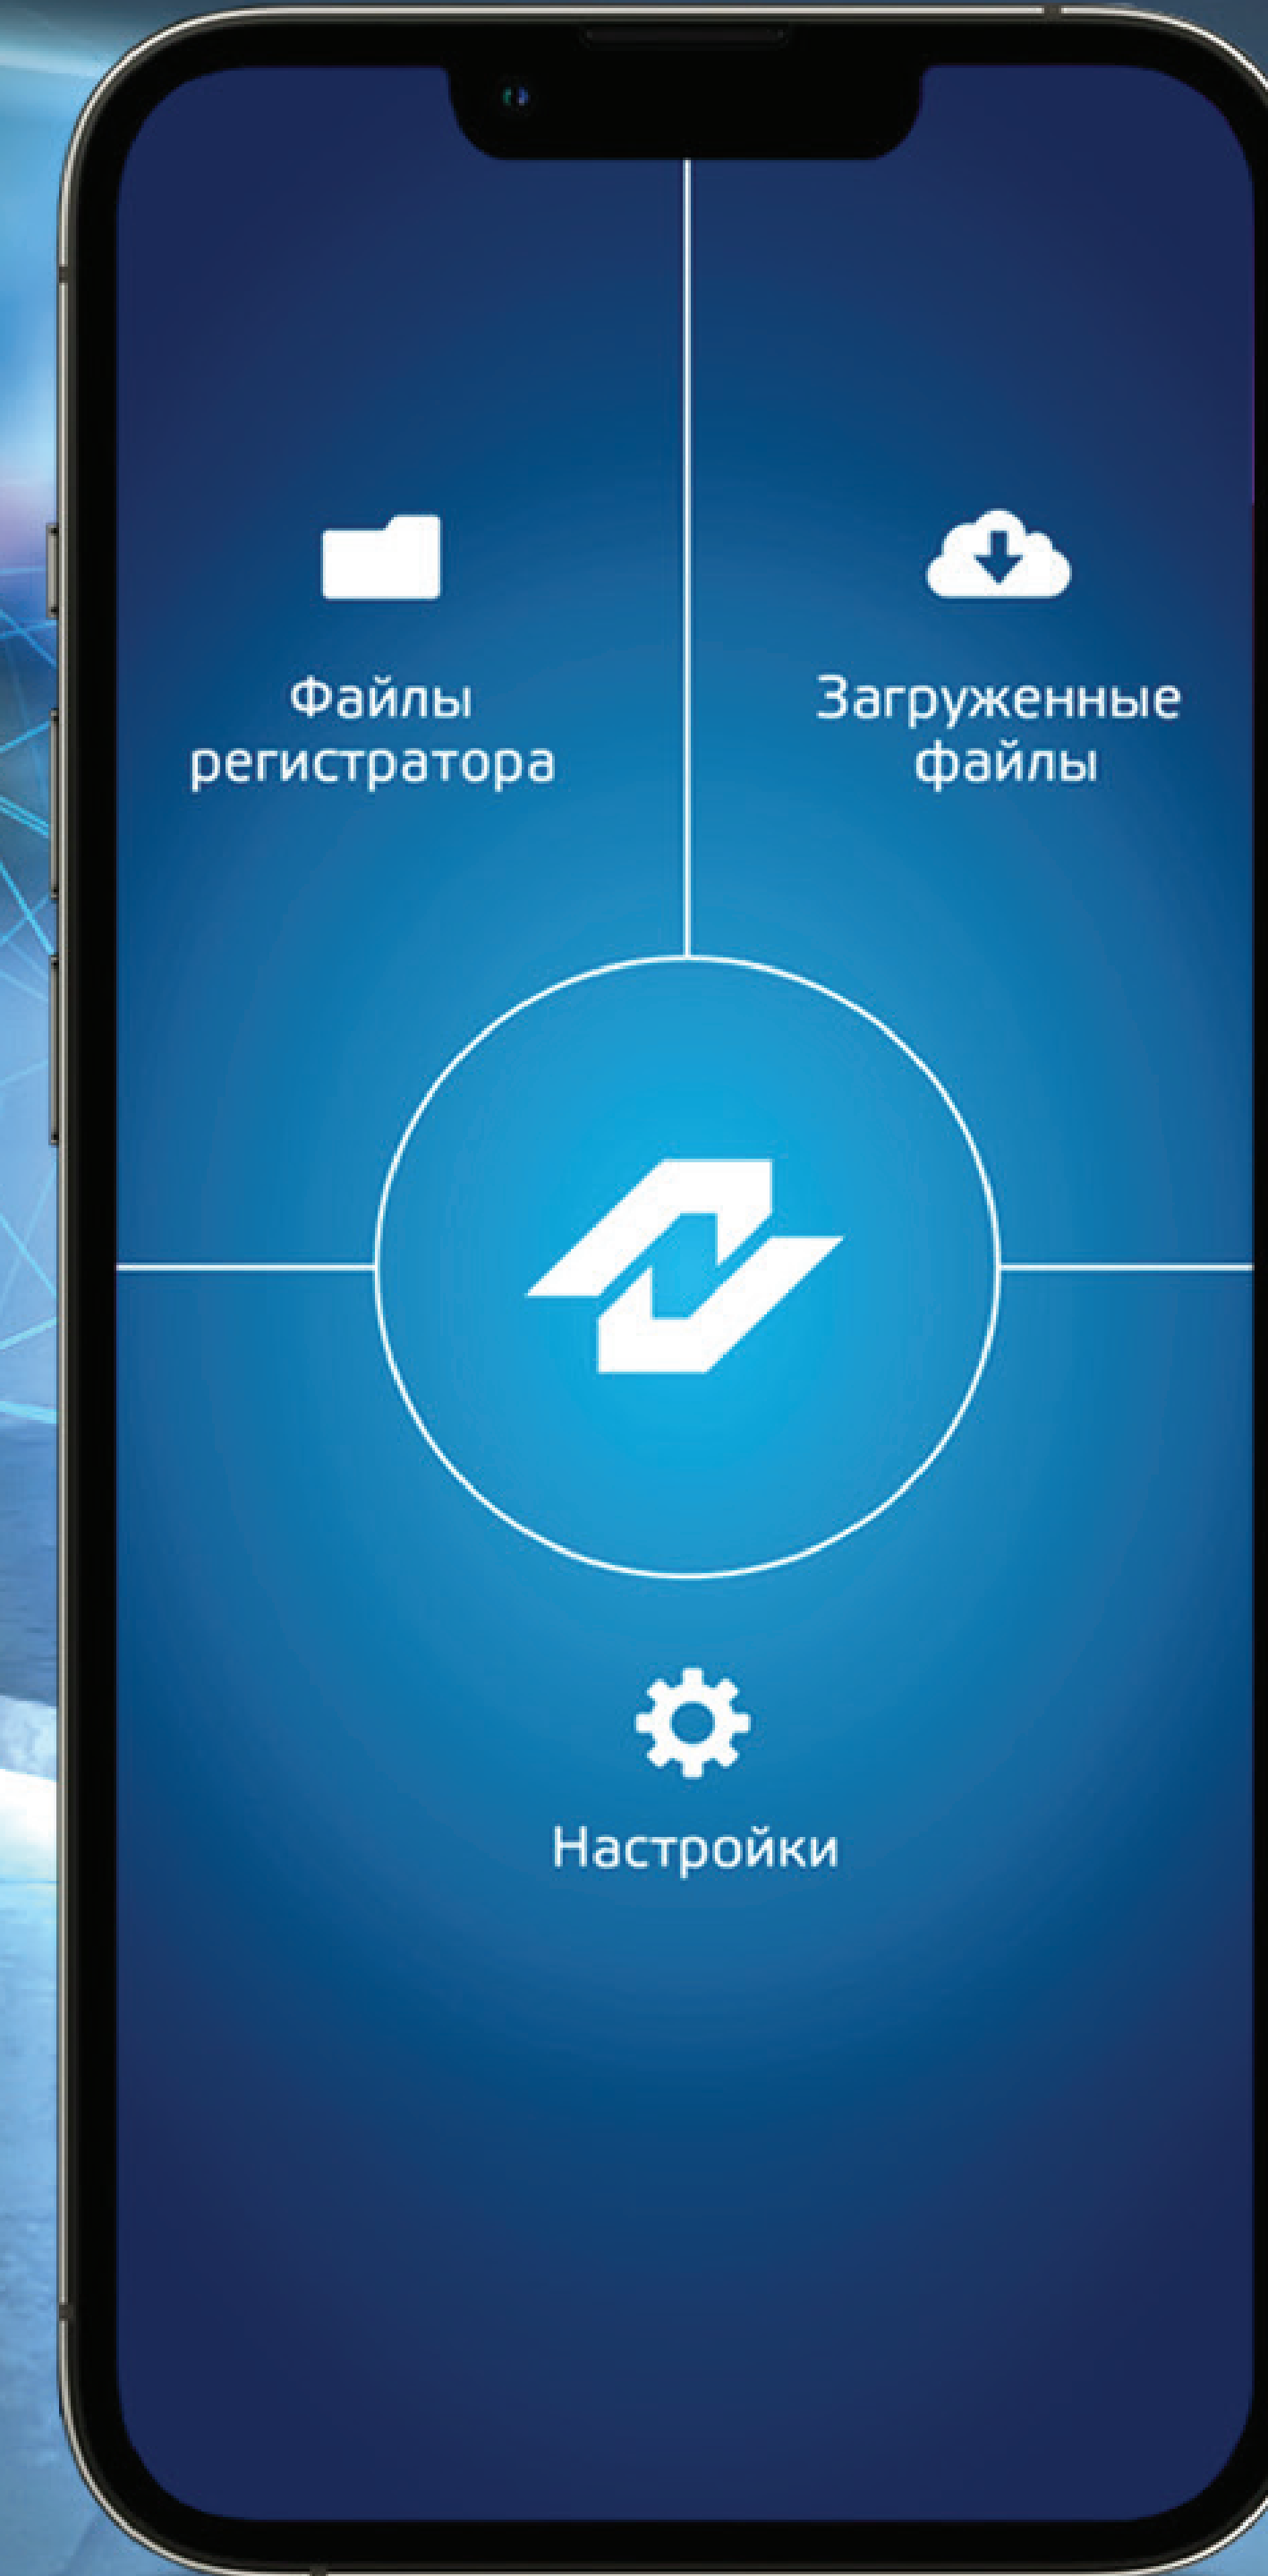 Файлы
регистратора
Загруженные
файлы
Настройки